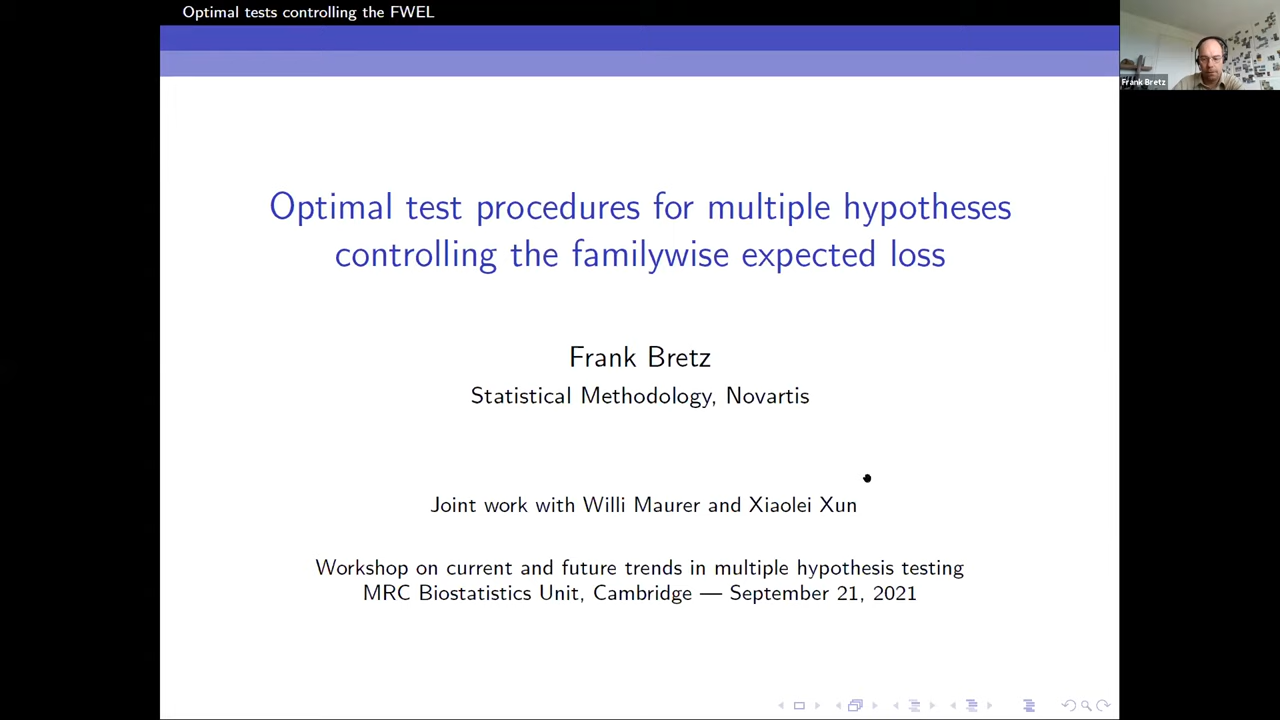 Optimal tests controlling the FWEL
Frank Bretz
Optimal test procedures for multiple hypotheses
controlling the familywise expected loss
Frank Bretz
Statistical Methodology, Novartis
Joint work with Willi Maurer and Xiaolei Xun
Workshop on current and future trends in multiple hypothesis testing
MRC Biostatistics Unit, Cambridge — September 21, 2021